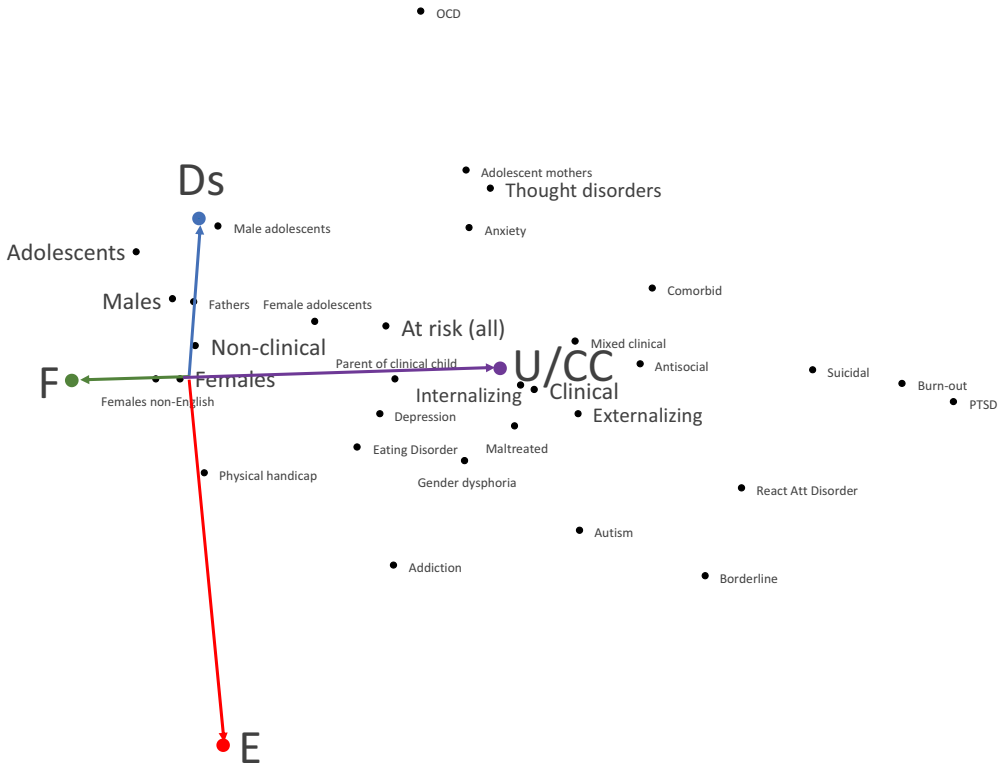 OCD
Adolescent mothers
Ds
Thought disorders
Male adolescents
Anxiety
Adolescents
Comorbid
Males
Fathers
Female adolescents
At risk (all)
Non-clinical
Mixed clinical
Parent of clinical child
U/CC
Antisocial
Suicidal
F
Females
Burn-out
Internalizing
Clinical
PTSD
Females non-English
Depression
Externalizing
Eating Disorder
Maltreated
Physical handicap
Gender dysphoria
React Att Disorder
Autism
Addiction
Borderline
E